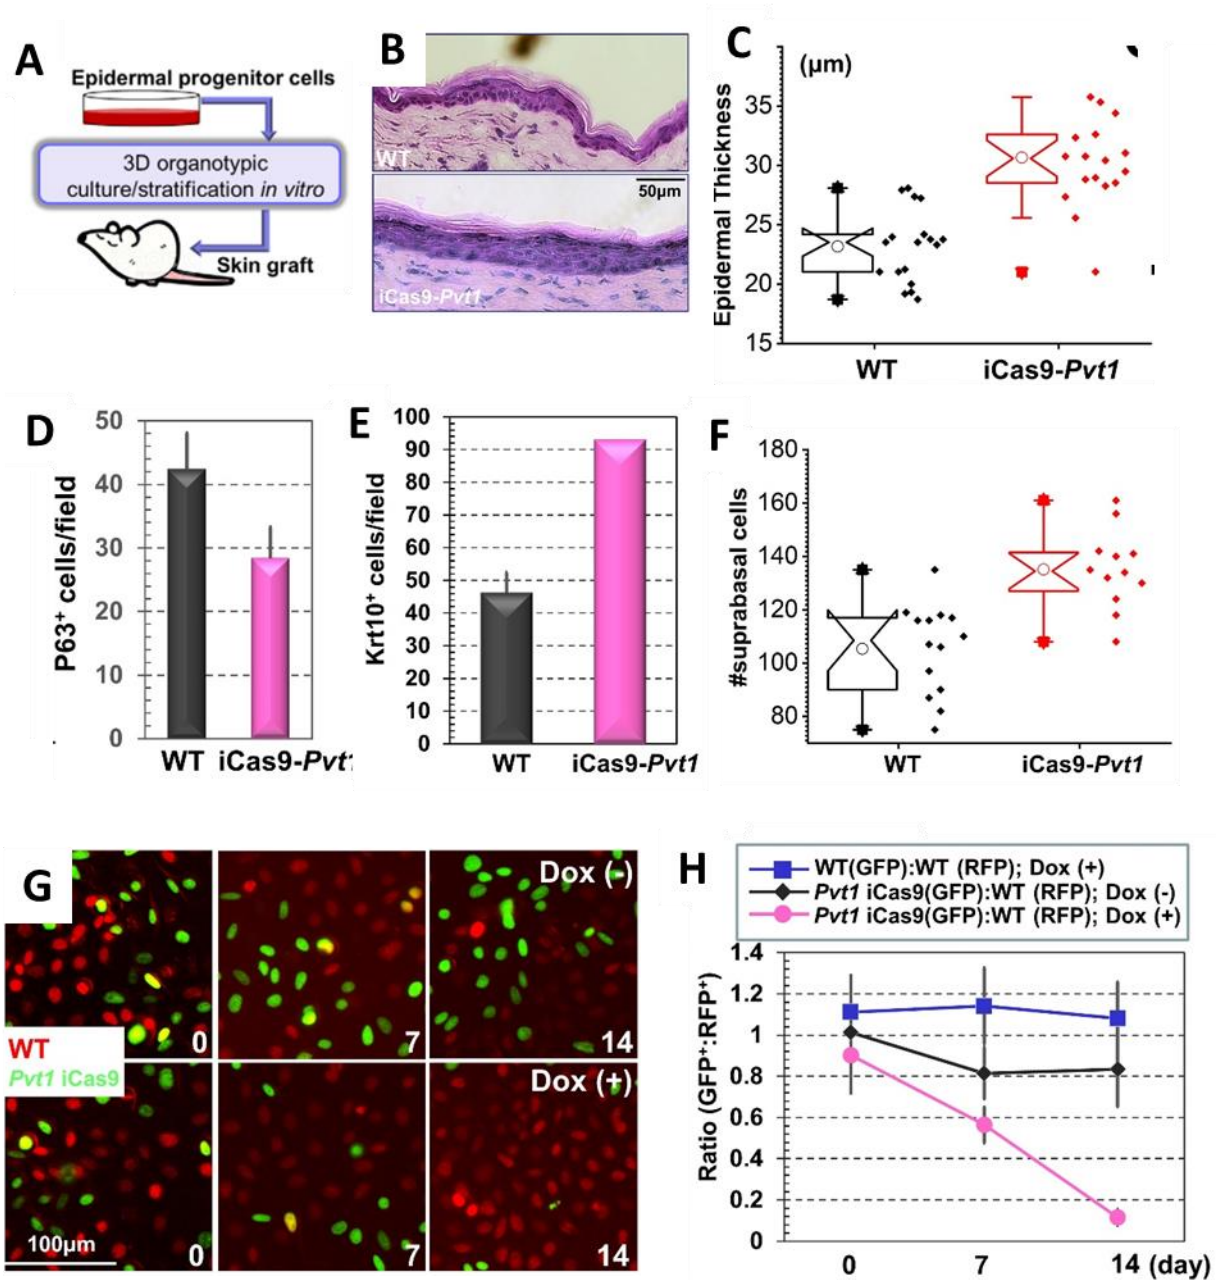 A
Epidermal progenitor cells
3D organotypic
culture/stratification in vitro
Skin graft
B
WT
50µm
iCas9-Pvt1
C
(µm)
Epidermal Thickness
35
30
25
20
15
WT
iCas9-Pvt1
D
P63+ cells/field
50
40
30
20
10
0
WT
iCas9-Pvt1
E
Krt10+ cells/field
100
90
80
70
60
50
40
30
20
10
0
WT
iCas9-Pvt1
F
#suprabasal cells
180
160
140
120
100
80
WT
iCas9-Pvt1
G
Dox (-)
0
7
14
WT
Pvt1 iCas9
Dox (+)
100µm
0
7
14
H
WT(GFP):WT (RFP); Dox (+)
Pvt1 iCas9(GFP):WT (RFP); Dox (-)
Pvt1 iCas9(GFP):WT (RFP); Dox (+)
Ratio (GFP+:RFP+)
1.4
1.2
1
0.8
0.6
0.4
0.2
0
0
7
14 (day)